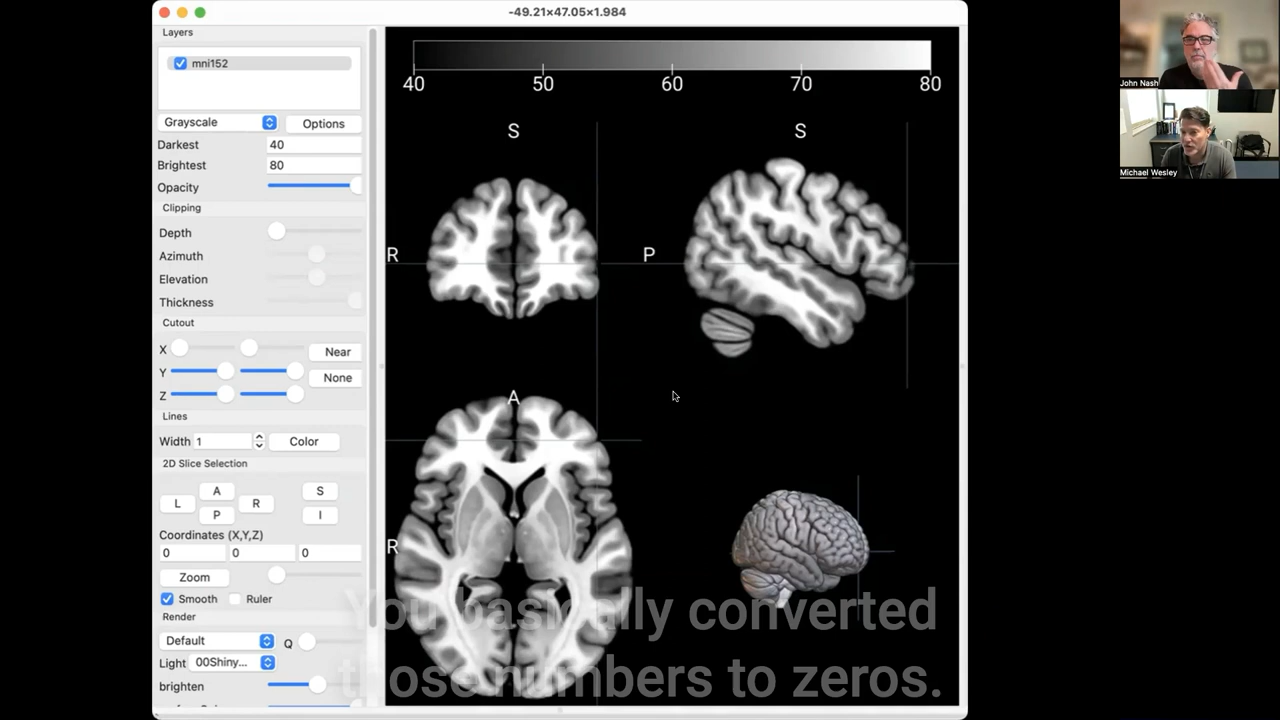 -49.21×47.05×1.984
Layers
mni152
Grayscale
Options
Darkest 40
Brightest 80
Opacity
Clipping
Depth
Azimuth
Elevation
Thickness
Cutout
X
Near
Y
None
Z
Lines
Width 1
Color
2D Slice Selection
A
S
L
R
P
I
Coordinates (X,Y,Z)
0 0 0
Zoom
Smooth
Ruler
Render
Default
Q
Light 00Shiny...
brighten
40 50 60 70 80
S
S
R
P
A
R
You basically converted
those numbers to zeros.
John Nash
Michael Wesley